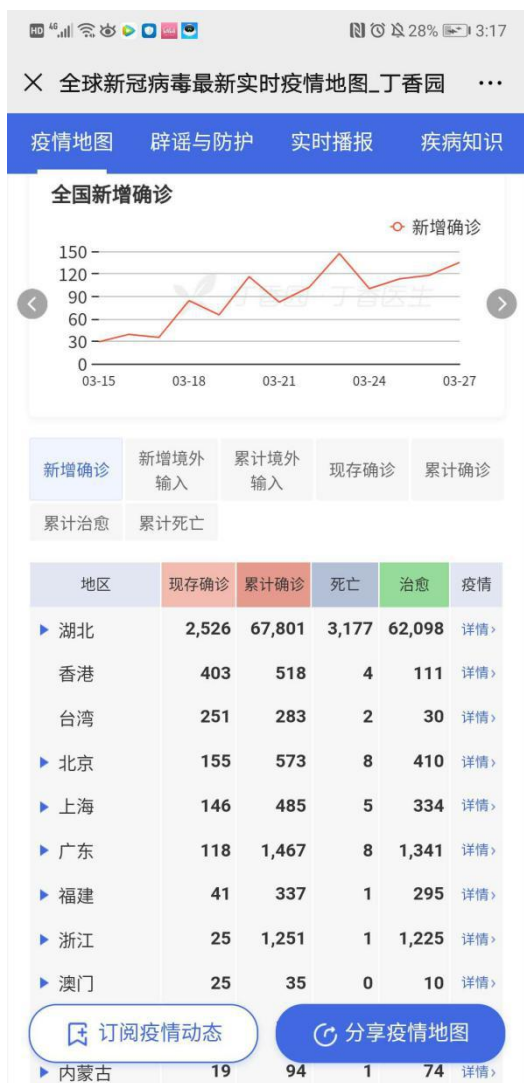 HD 4G 28% 3:17
全球新冠病毒最新实时疫情地图_丁香园 ...
疫情地图 辟谣与防护 实时播报 疾病知识
全国新增确诊
新增确诊
150
120
90
60
30
0
03-15 03-18 03-21 03-24 03-27
丁香园·丁香医生
新增确诊 新增境外输入 累计境外输入 现存确诊 累计确诊
累计治愈 累计死亡
地区 现存确诊 累计确诊 死亡 治愈 疫情
湖北 2,526 67,801 3,177 62,098 详情›
香港 403 518 4 111 详情›
台湾 251 283 2 30 详情›
北京 155 573 8 410 详情›
上海 146 485 5 334 详情›
广东 118 1,467 8 1,341 详情›
福建 41 337 1 295 详情›
浙江 25 1,251 1 1,225 详情›
澳门 25 35 0 10 详情›
订阅疫情动态 分享疫情地图
内蒙古 19 94 1 74 详情›